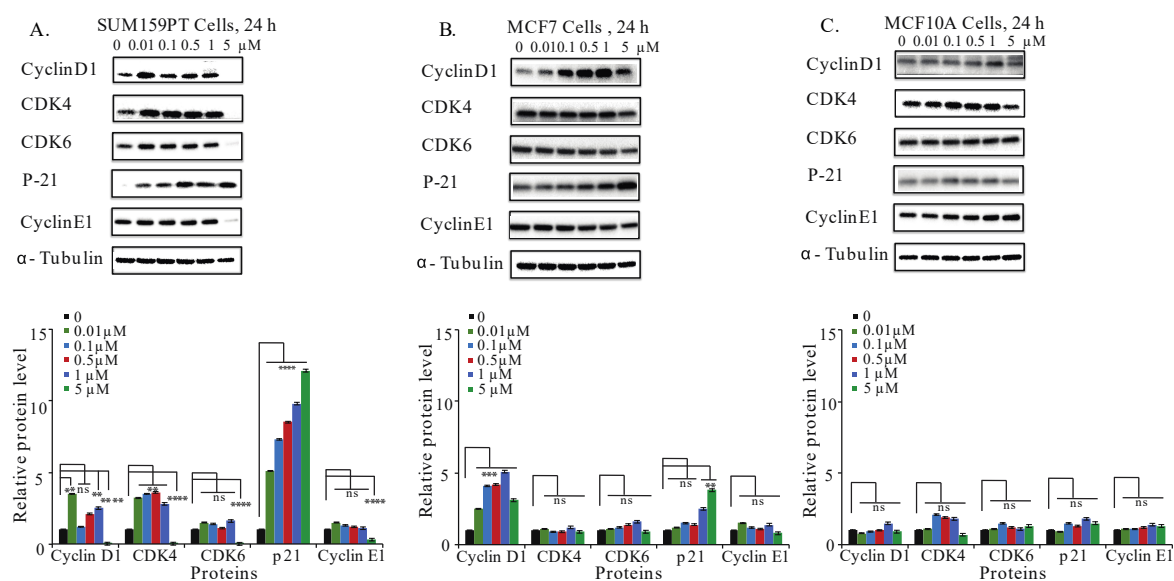 A. SUM159PT Cells, 24 h
0 0.01 0.1 0.5 1 5 µM
CyclinD1
CDK4
CDK6
P-21
CyclinE1
α- Tubulin
B. MCF7 Cells , 24 h
0 0.010.1 0.5 1 5 µM
CyclinD1
CDK4
CDK6
P-21
CyclinE1
α- Tubulin
C. MCF10A Cells, 24 h
0 0.01 0.1 0.5 1 5 µM
CyclinD1
CDK4
CDK6
P-21
CyclinE1
α- Tubulin
Relative protein level
15
10
5
0
0
0.01µM
0.1µM
0.5µM
1 µM
5 µM
** ns ** ****
** ****
ns ****
****
ns ****
Cyclin D1 CDK4 CDK6 p21 Cyclin E1
Proteins
Relative protein level
15
10
5
0
0
0.01µM
0.1µM
0.5µM
1 µM
5 µM
***
ns
ns
ns **
ns
Cyclin D1 CDK4 CDK6 p21 Cyclin E1
Proteins
Relative protein level
15
10
5
0
0
0.01µM
0.1µM
0.5µM
1 µM
5 µM
ns
ns
ns
ns
ns
Cyclin D1 CDK4 CDK6 p21 Cyclin E1
Proteins